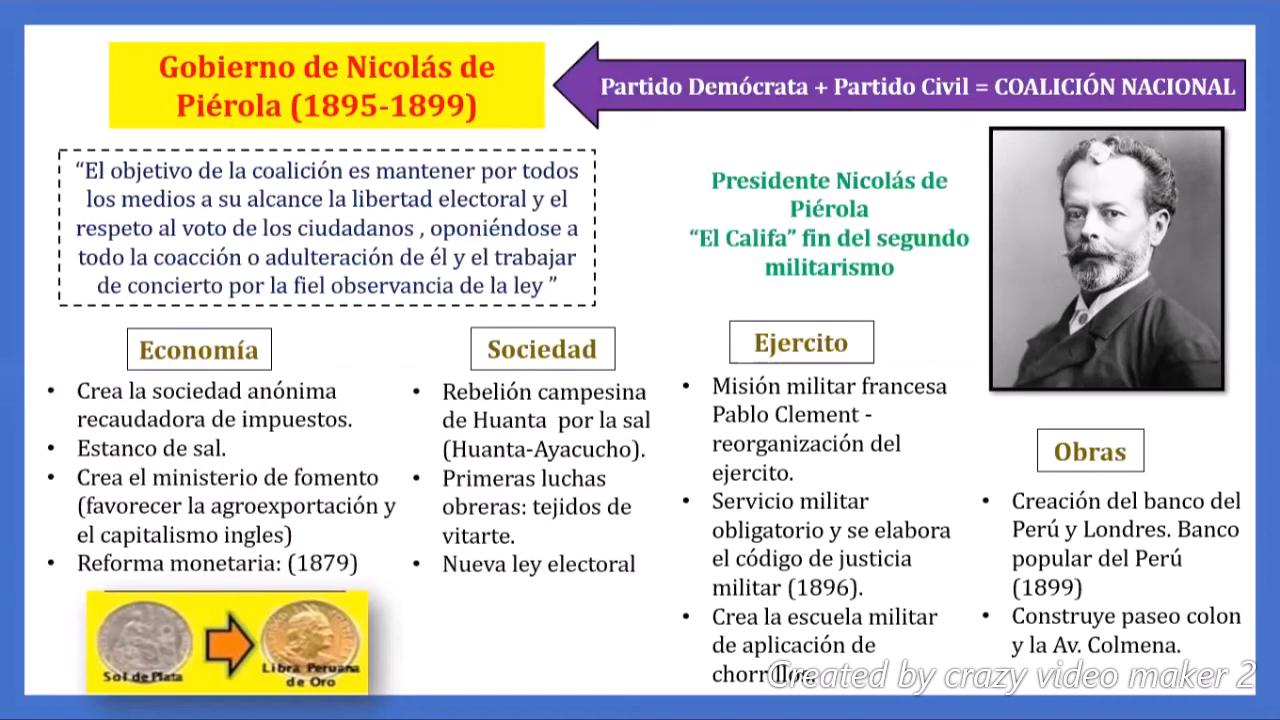 Gobierno de Nicolás de
Piérola (1895-1899)
Partido Demócrata + Partido Civil = COALICIÓN NACIONAL
“El objetivo de la coalición es mantener por todos
los medios a su alcance la libertad electoral y el
respeto al voto de los ciudadanos , oponiéndose a
todo la coacción o adulteración de él y el trabajar
de concierto por la fiel observancia de la ley ”
Presidente Nicolás de
Piérola
“El Califa” fin del segundo
militarismo
Economía
• Crea la sociedad anónima
recaudadora de impuestos.
• Estanco de sal.
• Crea el ministerio de fomento
(favorecer la agroexportación y
el capitalismo ingles)
• Reforma monetaria: (1879)
Sol de Plata
Libra Peruana
de Oro
Sociedad
• Rebelión campesina
de Huanta por la sal
(Huanta-Ayacucho).
• Primeras luchas
obreras: tejidos de
vitarte.
• Nueva ley electoral
Ejercito
• Misión militar francesa
Pablo Clement -
reorganización del
ejercito.
• Servicio militar
obligatorio y se elabora
el código de justicia
militar (1896).
• Crea la escuela militar
de aplicación de
chorrillos.
Obras
• Creación del banco del
Perú y Londres. Banco
popular del Perú
(1899)
• Construye paseo colon
y la Av. Colmena.
Created by crazy video maker 2